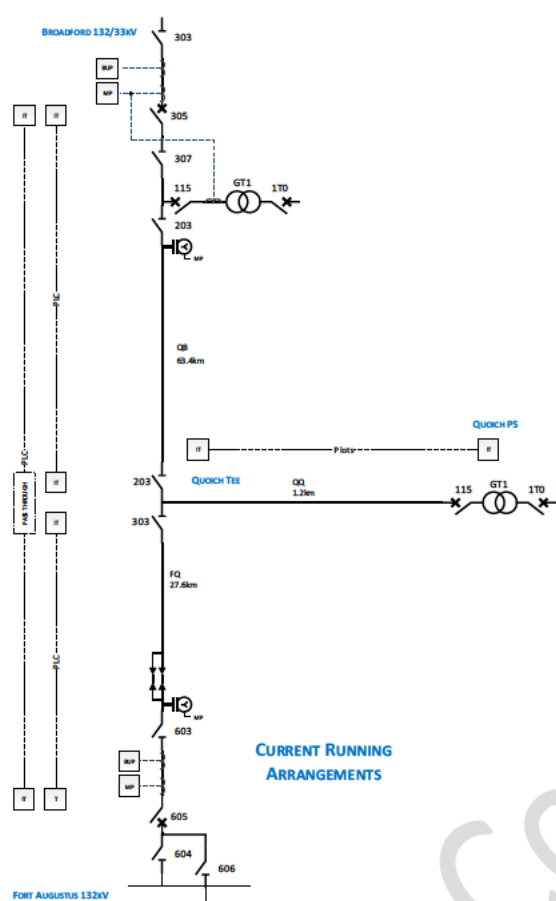 BROADFORD 132/33KV
303
BUP
MP
IT
IT
305
307
115
GT1
1T0
203
MP
PLC
QB
63.4km
QUOICH PS
IT
Plots
IT
PLC
203
QUOICH TEE
IT
QQ
1.2km
115
GT1
1T0
PASS THROUGH
IT
303
FQ
27.6km
PLC
MP
603
CURRENT RUNNING
ARRANGEMENTS
BUP
MP
IT
T
605
604
606
FORT AUGUSTUS 132KV